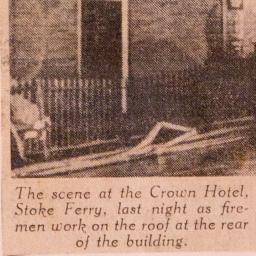 The scene at the Crown Hotel,
Stoke Ferry, last night as fire-
men work on the roof at the rear
of the building.